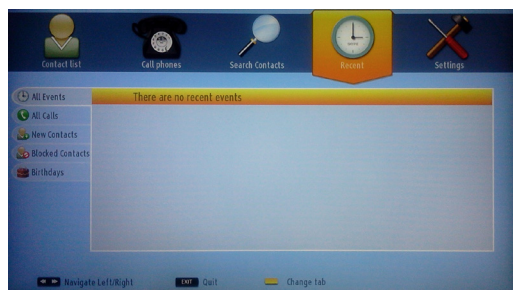 Contact list
Call phones
Search Contacts
Recent
Settings
All Events
There are no recent events
All Calls
New Contacts
Blocked Contacts
Birthdays
Navigate Left/Right
EXIT Quit
Change tab